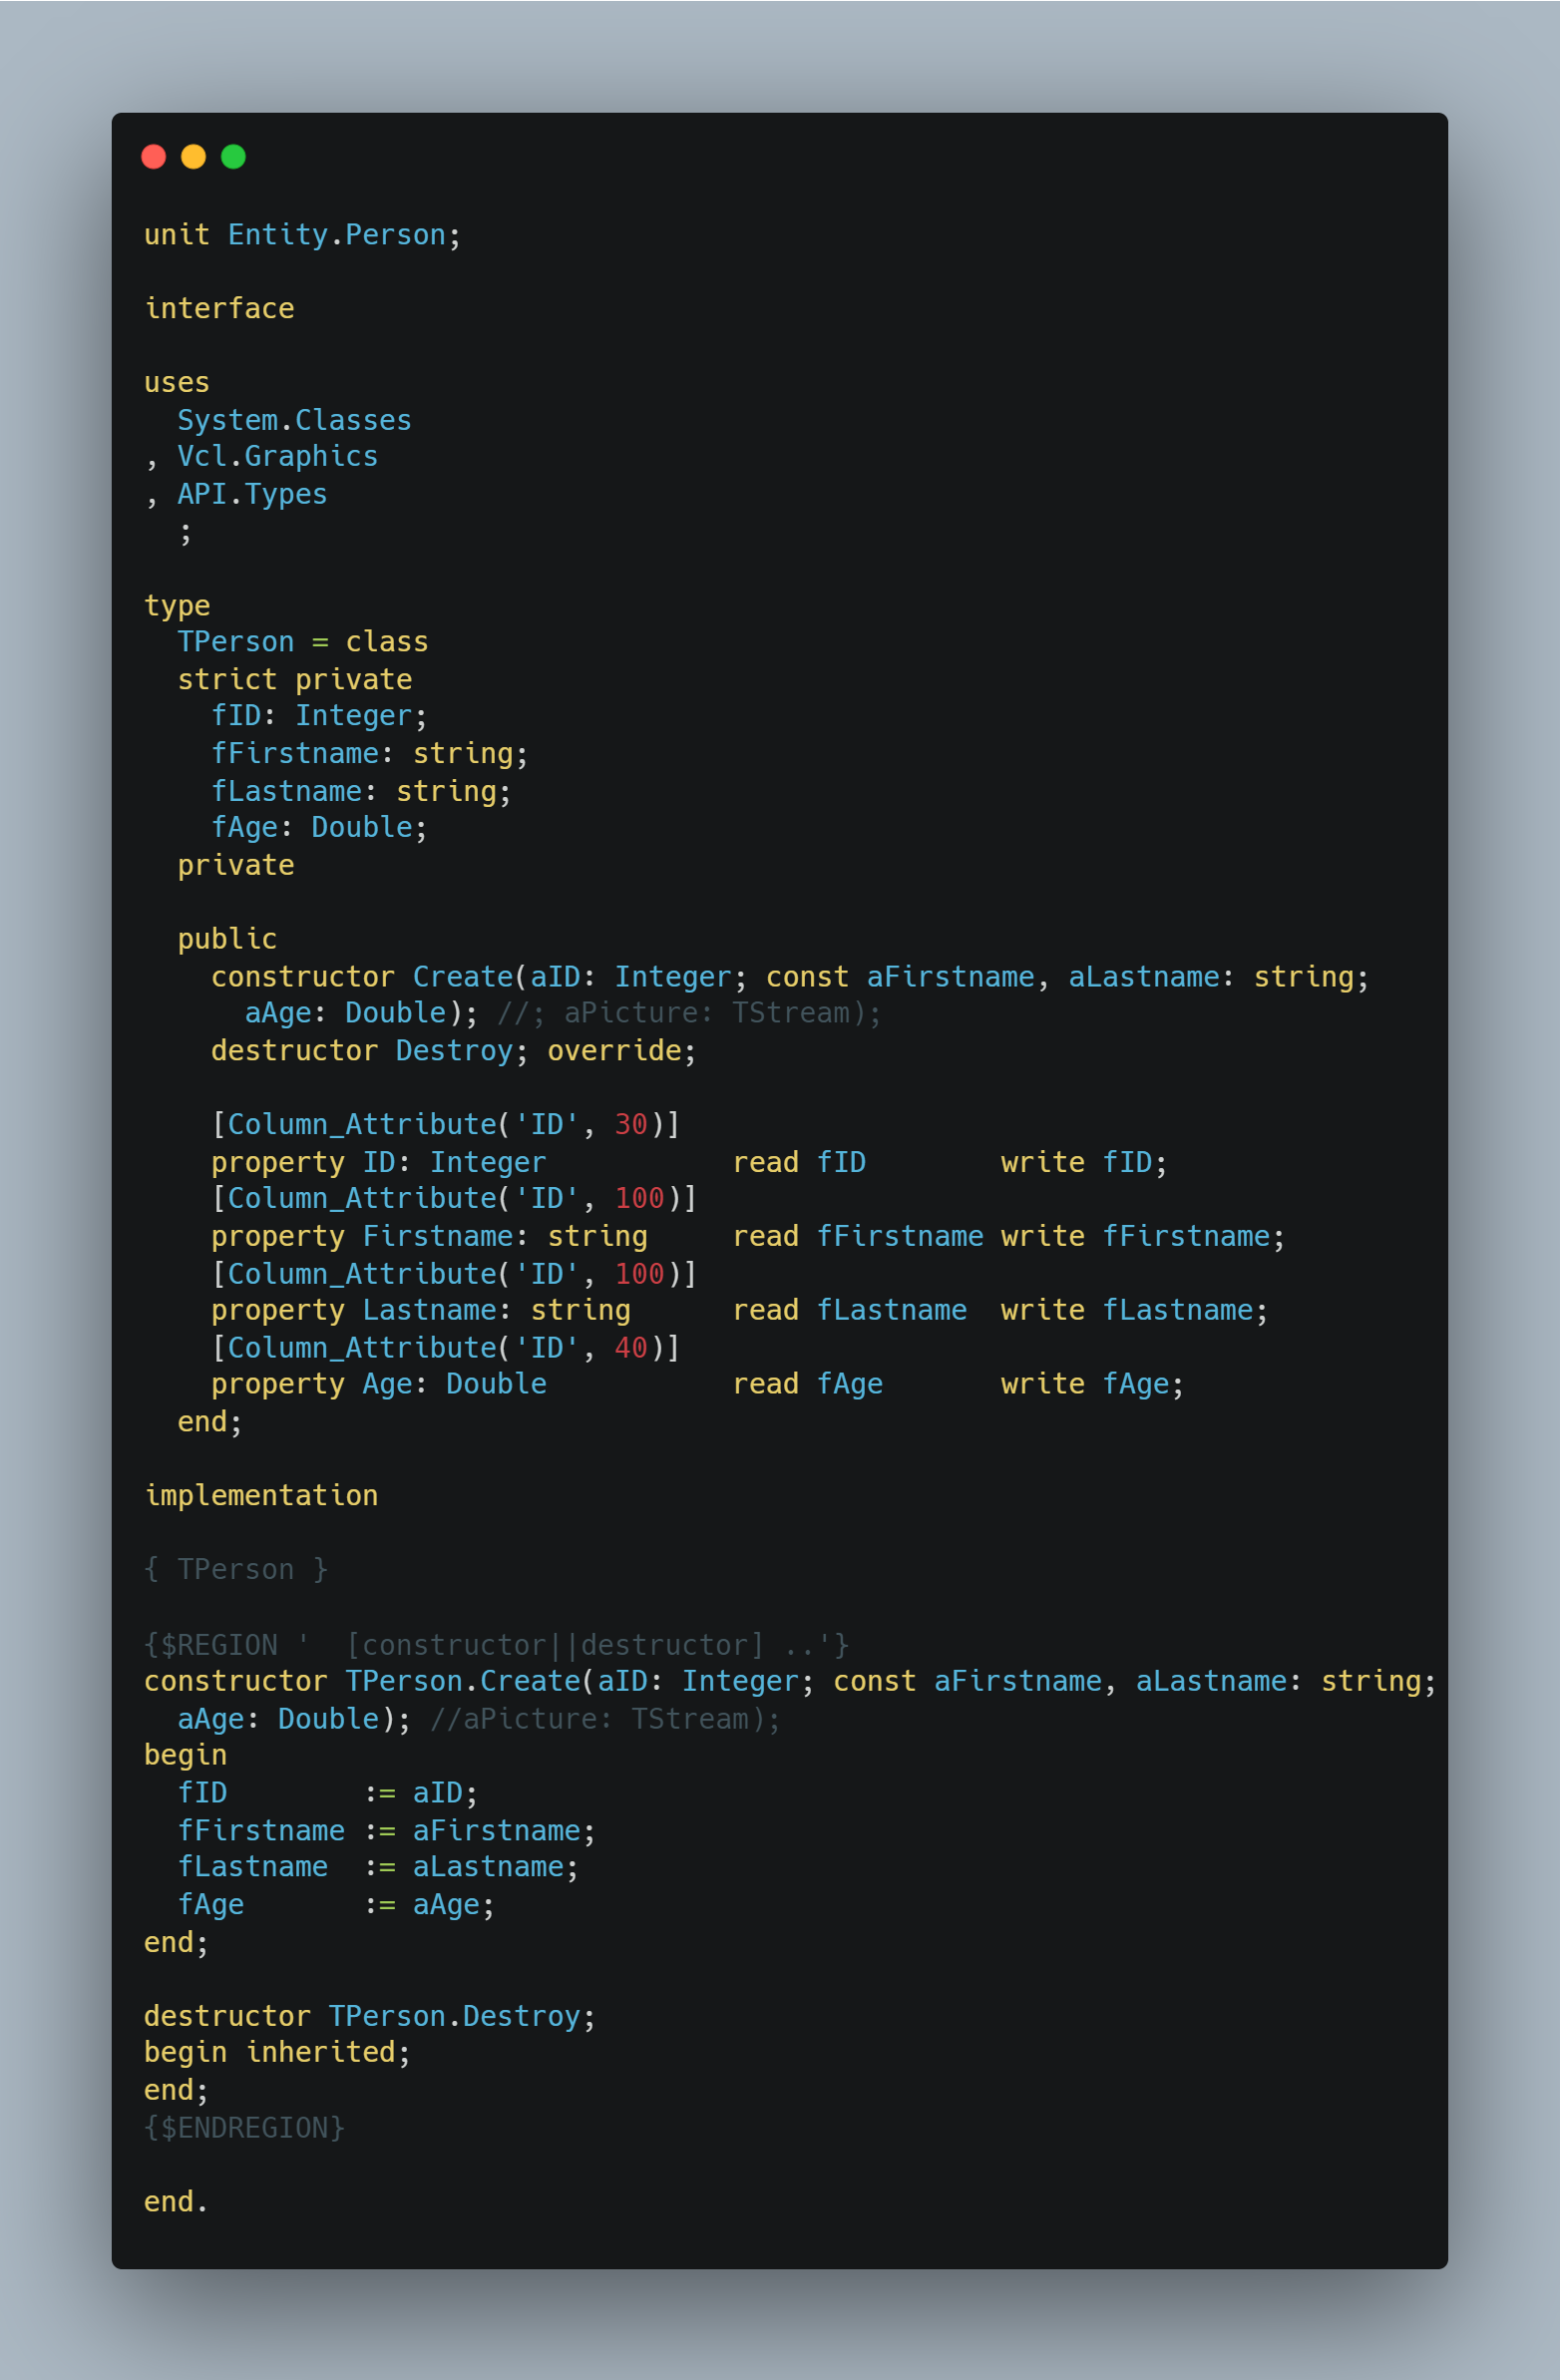 unit Entity.Person;

interface

uses
  System.Classes
, Vcl.Graphics
, API.Types
  ;

type
  TPerson = class
  strict private
    fID: Integer;
    fFirstname: string;
    fLastname: string;
    fAge: Double;
  private

  public
    constructor Create(aID: Integer; const aFirstname, aLastname: string;
      aAge: Double); //; aPicture: TStream);
    destructor Destroy; override;

    [Column_Attribute('ID', 30)]
    property ID: Integer           read fID        write fID;
    [Column_Attribute('ID', 100)]
    property Firstname: string     read fFirstname write fFirstname;
    [Column_Attribute('ID', 100)]
    property Lastname: string      read fLastname  write fLastname;
    [Column_Attribute('ID', 40)]
    property Age: Double           read fAge       write fAge;
  end;

implementation

{ TPerson }

{$REGION '  [constructor||destructor] ..'}
constructor TPerson.Create(aID: Integer; const aFirstname, aLastname: string;
  aAge: Double); //aPicture: TStream);
begin
  fID        := aID;
  fFirstname := aFirstname;
  fLastname  := aLastname;
  fAge       := aAge;
end;

destructor TPerson.Destroy;
begin inherited;
end;
{$ENDREGION}

end.